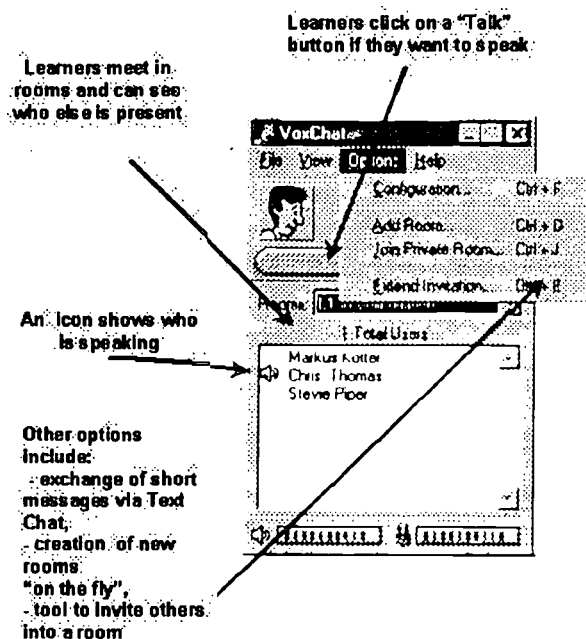 Learners click on a "Talk"
button if they want to speak
Learners meet in
rooms and can see
who else is present
VoxChat
File View Options Help
Configuration...
Add Room... Ctrl + D
Join Private Room... Ctrl + J
Extend Invitation...
Total Users
An icon shows who
is speaking
Markus Kötter
Chris Thomas
Stevie Piper
Other options
include:
- exchange of short
messages via Text
Chat,
- creation of new
rooms
"on the fly",
- tool to invite others
into a room